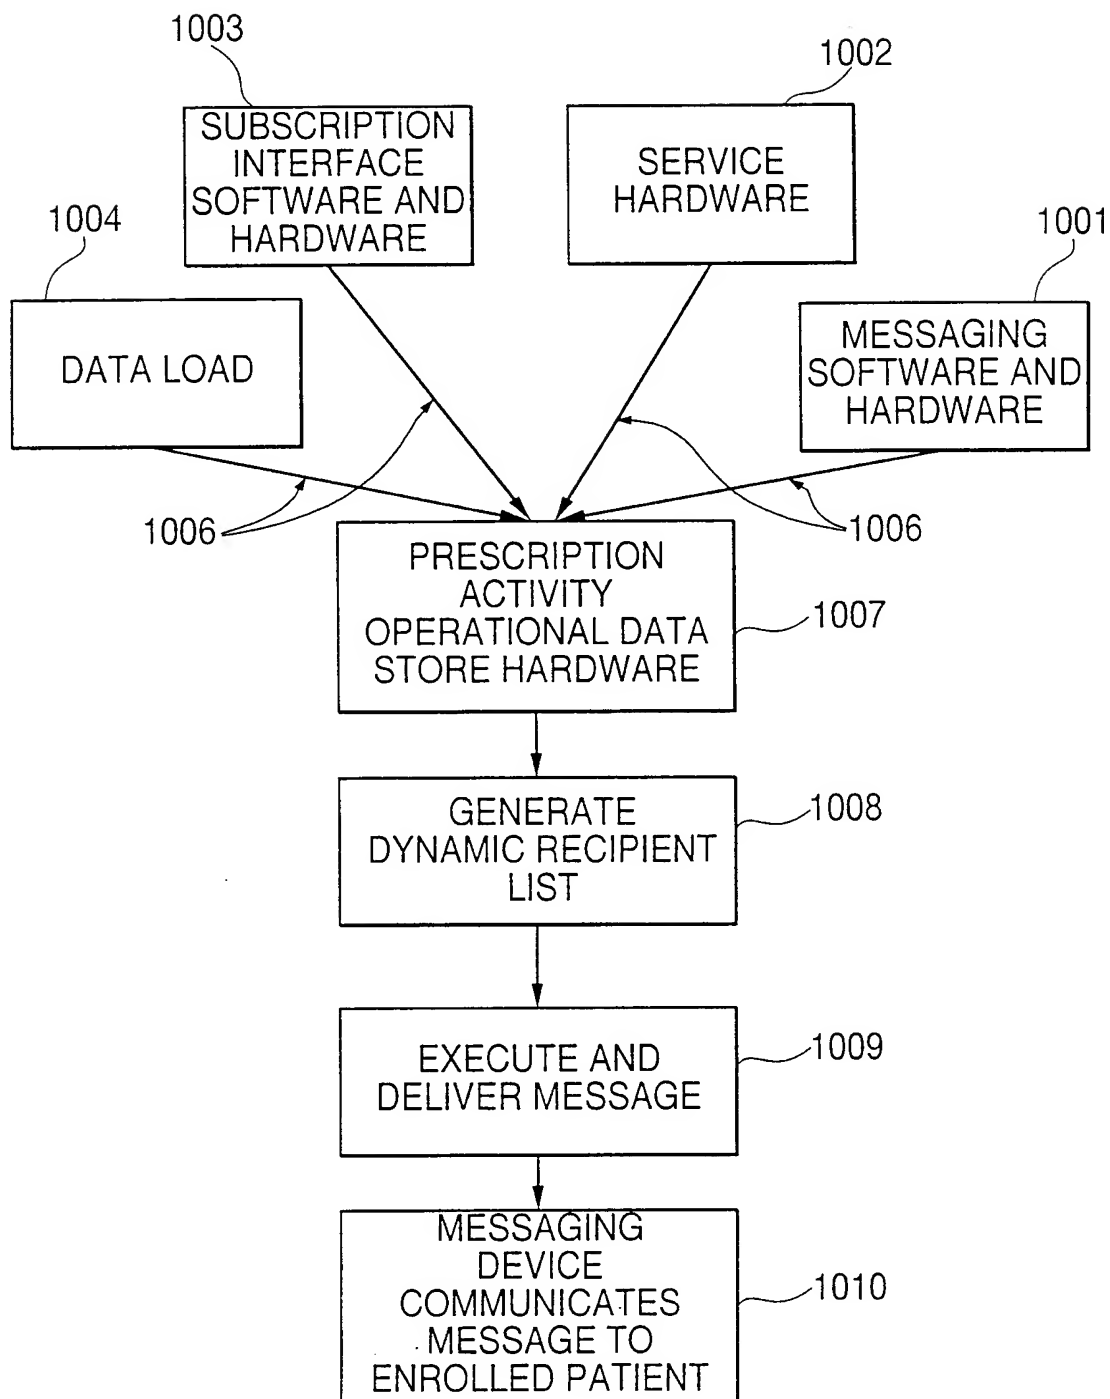 1003
1002
SUBSCRIPTION
INTERFACE
SOFTWARE AND
HARDWARE
SERVICE
HARDWARE
1004
1001
DATA LOAD
MESSAGING
SOFTWARE AND
HARDWARE
1006
1006
PRESCRIPTION
ACTIVITY
OPERATIONAL DATA
STORE HARDWARE
1007
GENERATE
DYNAMIC RECIPIENT
LIST
1008
EXECUTE AND
DELIVER MESSAGE
1009
MESSAGING
DEVICE
COMMUNICATES
MESSAGE TO
ENROLLED PATIENT
1010